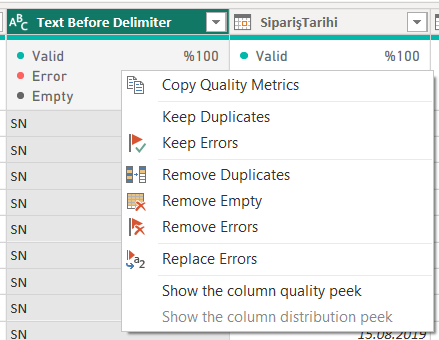 ABC Text Before Delimiter SiparişTarihi
Valid %100 Valid %100
Error
Empty
Copy Quality Metrics
Keep Duplicates
Keep Errors
Remove Duplicates
Remove Empty
Remove Errors
Replace Errors
Show the column quality peek
Show the column distribution peek
SN
SN
SN
SN
SN
SN
SN
SN
SN 15.08.2019